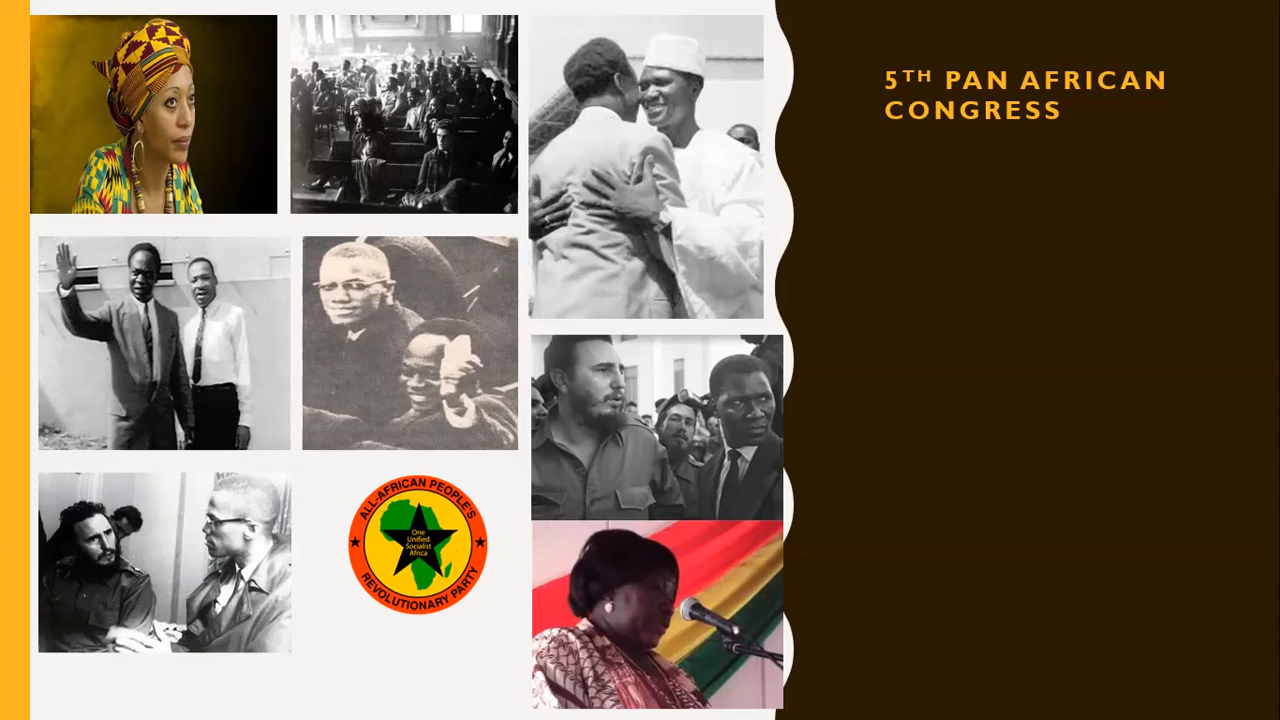 5TH PAN AFRICAN
CONGRESS
ALL-AFRICAN PEOPLE'S
One
Unified
Socialist
Africa
REVOLUTIONARY PARTY